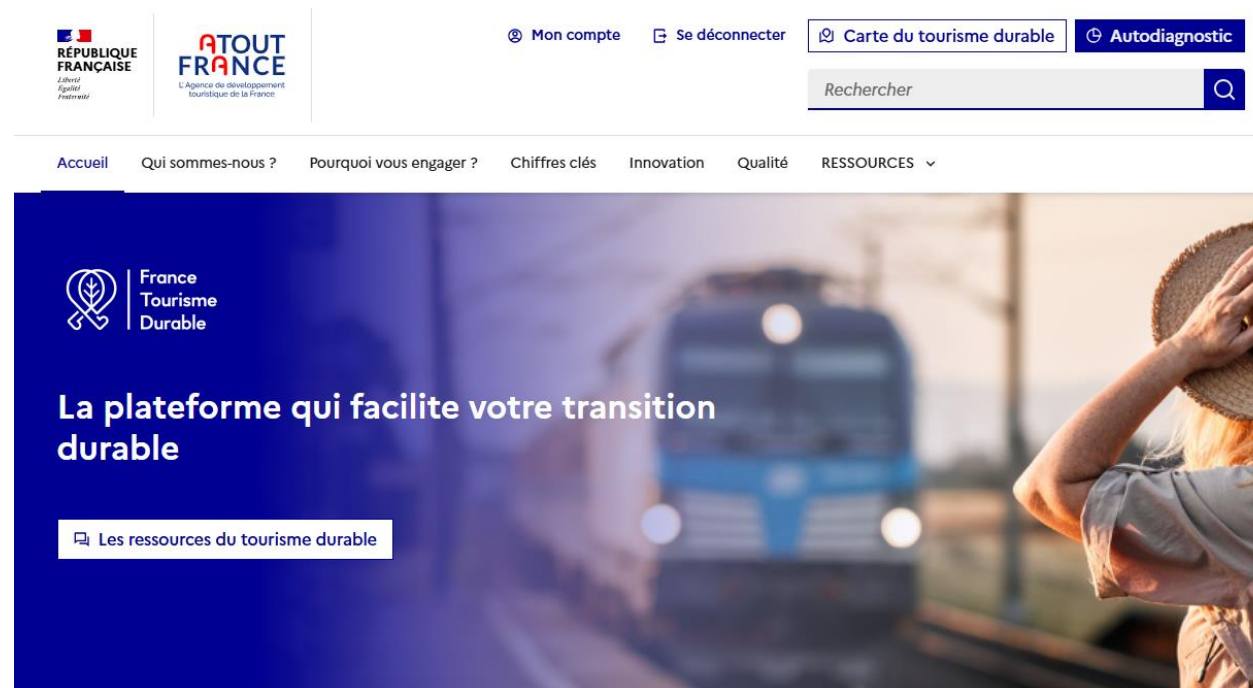 RÉPUBLIQUE
FRANÇAISE
Liberté
Égalité
Fraternité
ATOUT
FRANCE
L'Agence de développement
touristique de la France
Mon compte
Se déconnecter
Carte du tourisme durable
Autodiagnostic
Rechercher
Accueil
Qui sommes-nous ?
Pourquoi vous engager ?
Chiffres clés
Innovation
Qualité
RESSOURCES
France
Tourisme
Durable
La plateforme qui facilite votre transition
durable
Les ressources du tourisme durable